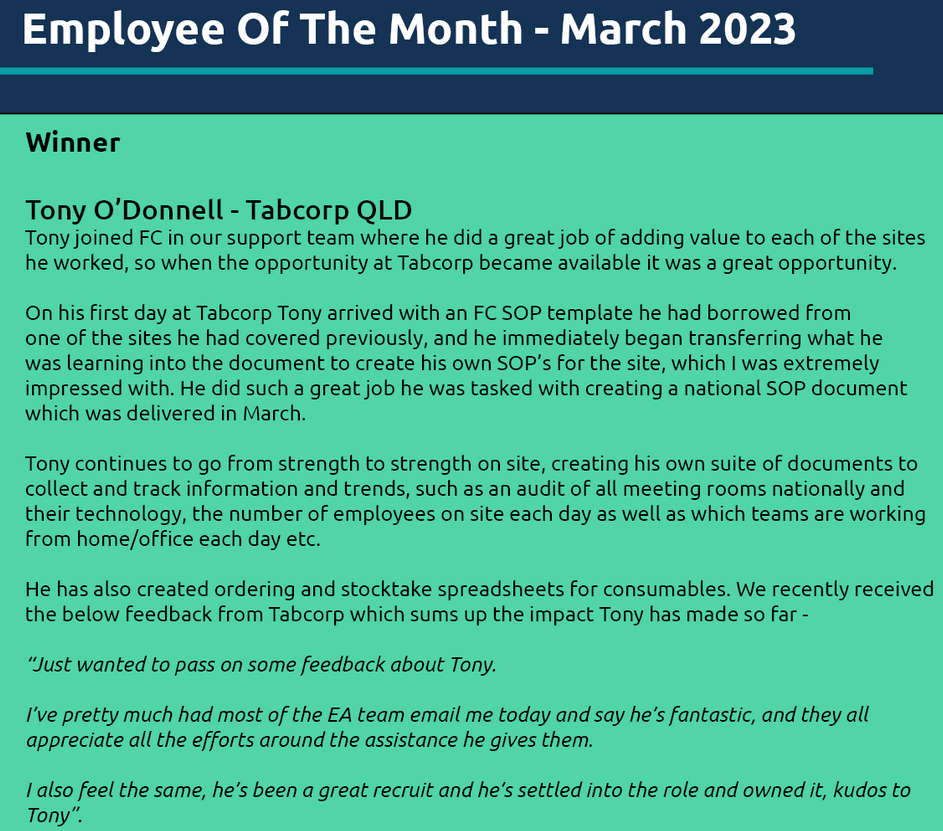 Employee Of The Month - March 2023
Winner
Tony O’Donnell - Tabcorp QLD
Tony joined FC in our support team where he did a great job of adding value to each of the sites
he worked, so when the opportunity at Tabcorp became available it was a great opportunity.
On his first day at Tabcorp Tony arrived with an FC SOP template he had borrowed from
one of the sites he had covered previously, and he immediately began transferring what he
was learning into the document to create his own SOP’s for the site, which I was extremely
impressed with. He did such a great job he was tasked with creating a national SOP document
which was delivered in March.
Tony continues to go from strength to strength on site, creating his own suite of documents to
collect and track information and trends, such as an audit of all meeting rooms nationally and
their technology, the number of employees on site each day as well as which teams are working
from home/office each day etc.
He has also created ordering and stocktake spreadsheets for consumables. We recently received
the below feedback from Tabcorp which sums up the impact Tony has made so far -
“Just wanted to pass on some feedback about Tony.
I’ve pretty much had most of the EA team email me today and say he’s fantastic, and they all
appreciate all the efforts around the assistance he gives them.
I also feel the same, he’s been a great recruit and he’s settled into the role and owned it, kudos to
Tony”.